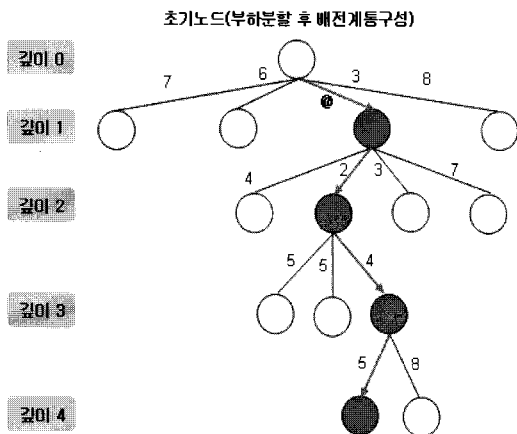 초기노드(부하분할 후 배전계통구성)
깊이 0
7 6 3 8
@
깊이 1
4 2 3 7
깊이 2
5 5 4
깊이 3
5 8
깊이 4